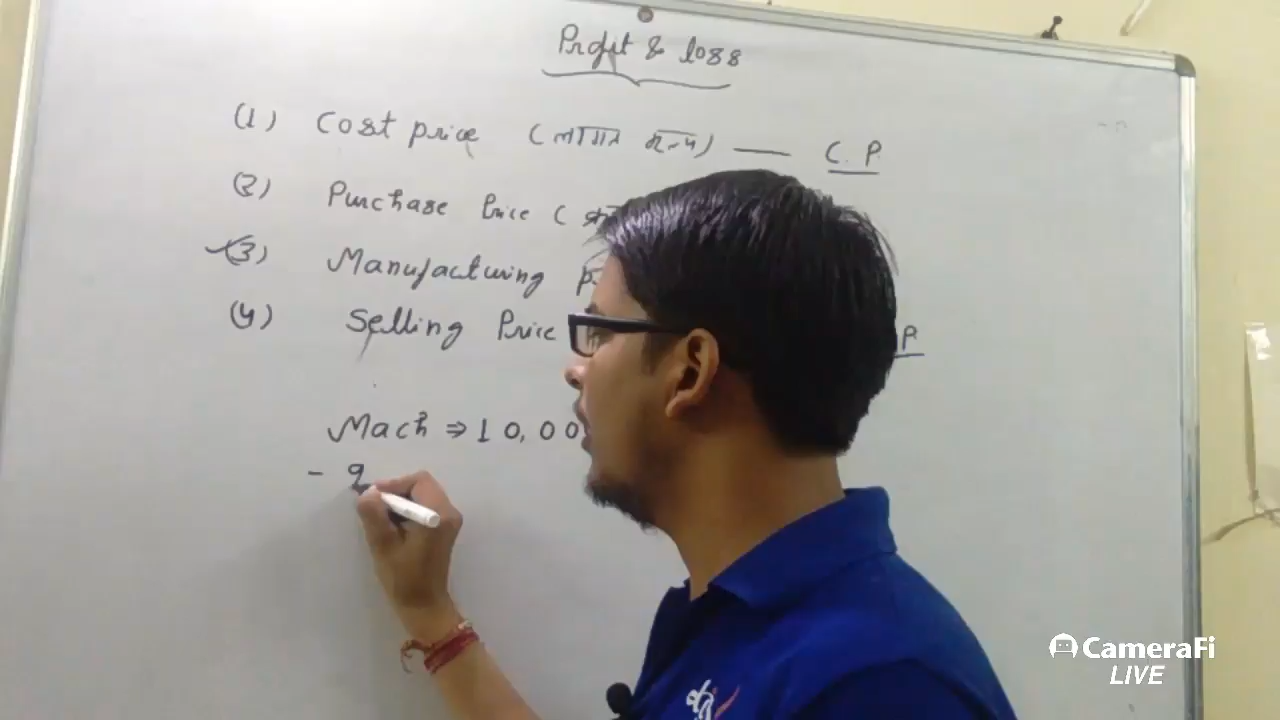 Profit & loss
(1) Cost price (लागत मूल्य) — C.P
(2) Purchase Price (
(3) Manufacturing
(4) Selling Price P.
Mach ⇒ 10,00
-
CameraFi
LIVE